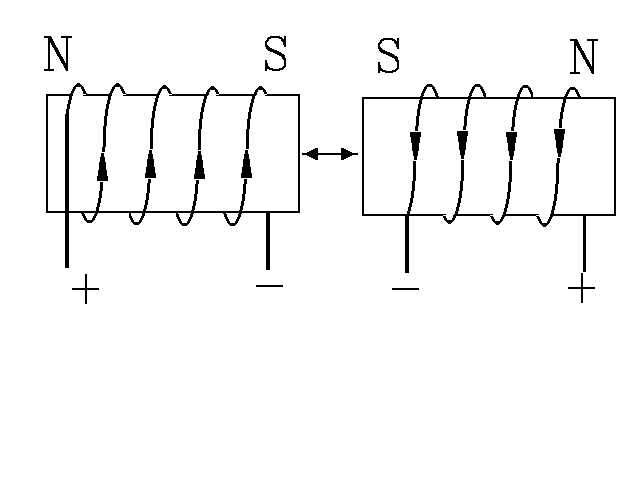 N S S N
+ − − +